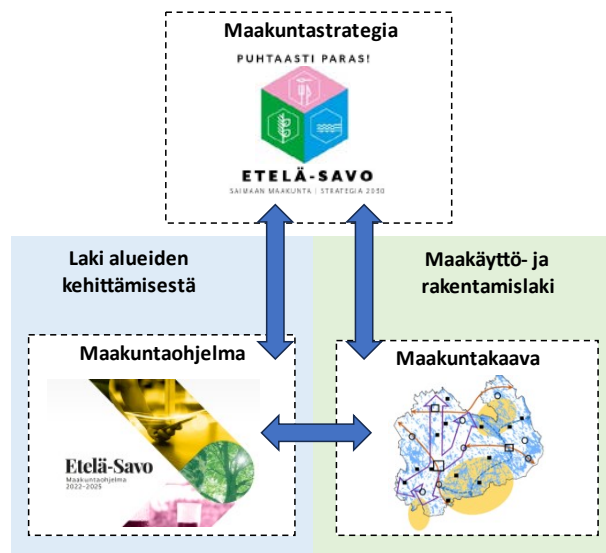 Maakuntastrategia
PUHTAASTI PARAS!
ETELÄ-SAVO
SAIMAAN MAAKUNTA | STRATEGIA 2030
Laki alueiden
kehittämisestä
Maakäyttö- ja
rakentamislaki
Maakuntaohjelma
Etelä-Savo
Maakuntaohjelma
2022–2025
Maakuntakaava